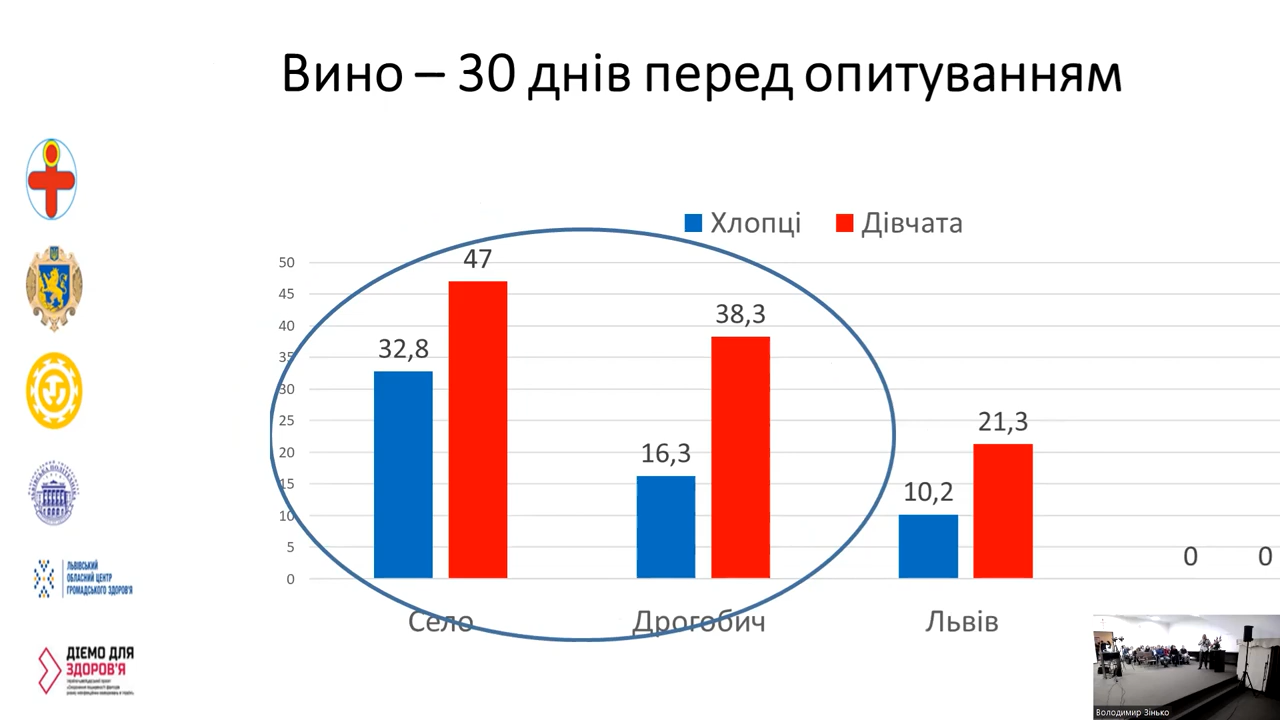 Вино – 30 днів перед опитуванням
Хлопці
Дівчата
50
45
40
35
30
25
20
15
10
5
0
32,8
47
16,3
38,3
10,2
21,3
0
0
Село
Дрогобич
Львів
ЛЬВІВСЬКИЙ
ОБЛАСНИЙ ЦЕНТР
ГРОМАДСЬКОГО ЗДОРОВ'Я
ДІЄМО ДЛЯ
ЗДОРОВ'Я
Володимир Зінько